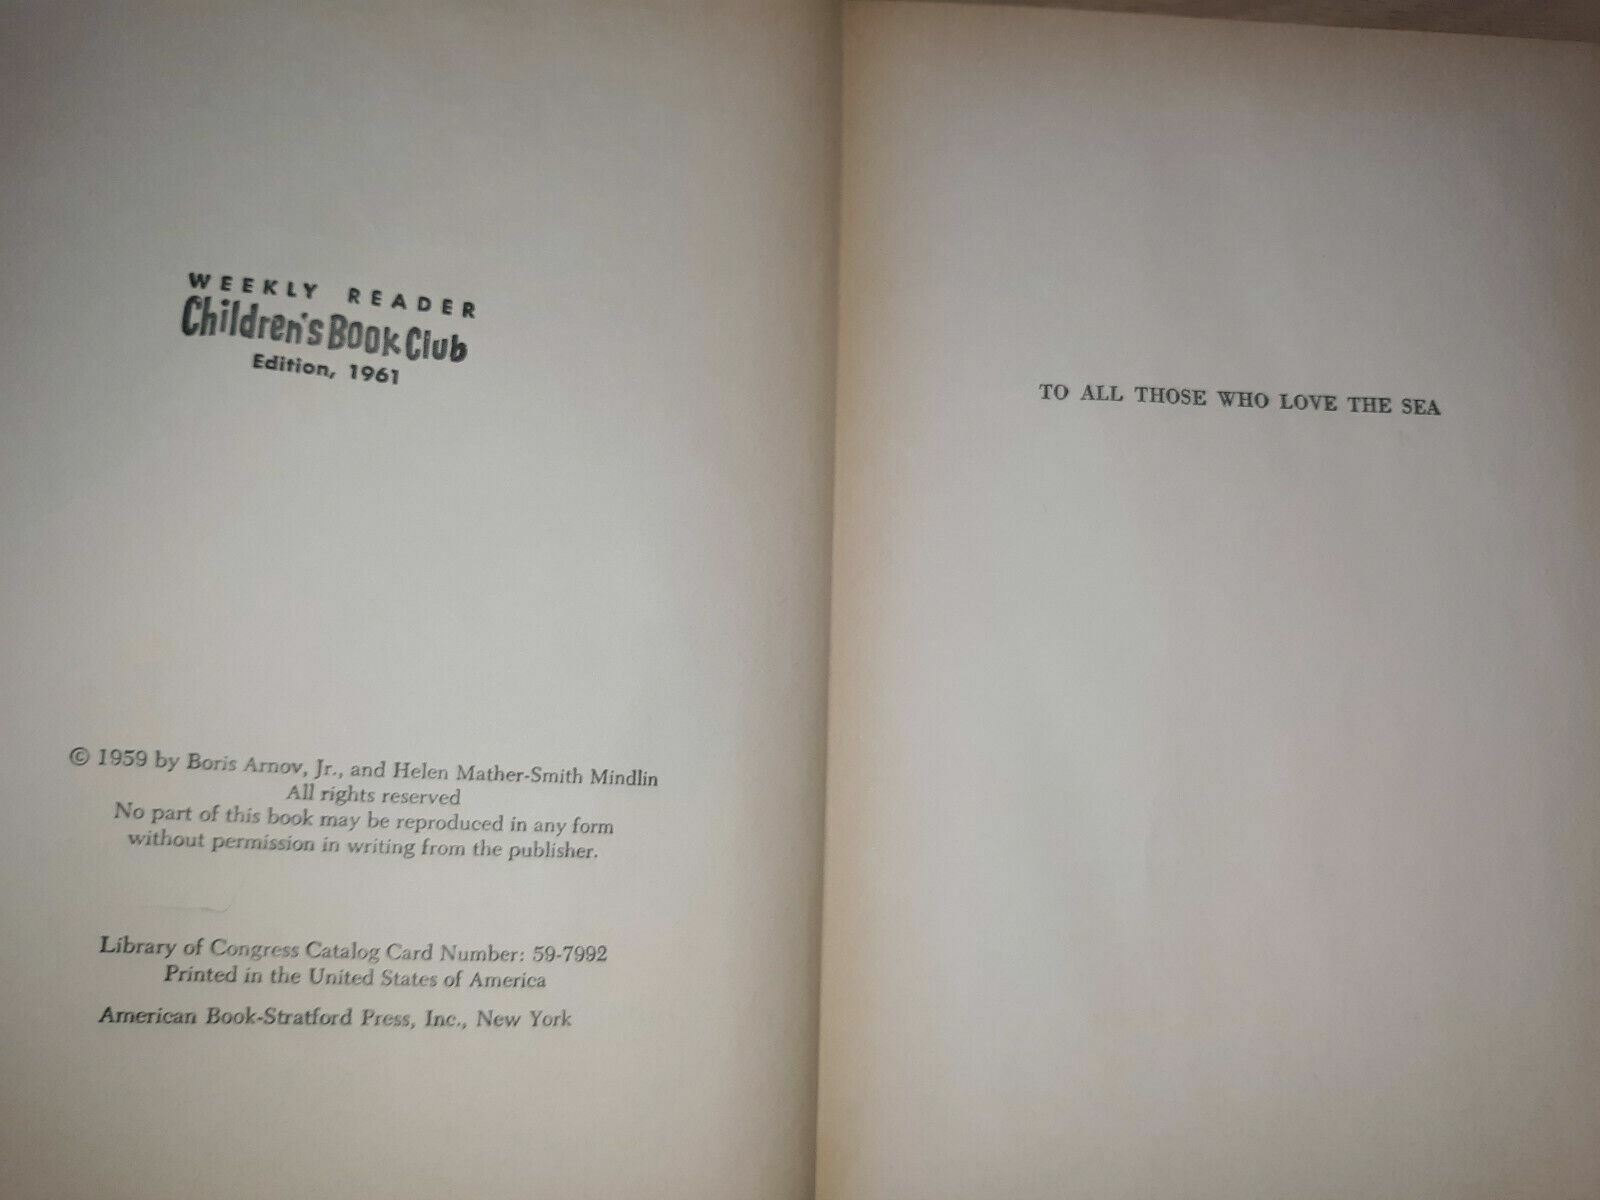 WEEKLY READER
Children's Book Club
Edition, 1961
© 1959 by Boris Arnov, Jr., and Helen Mather-Smith Mindlin
All rights reserved
No part of this book may be reproduced in any form
without permission in writing from the publisher.
Library of Congress Catalog Card Number: 59-7992
Printed in the United States of America
American Book-Stratford Press, Inc., New York
TO ALL THOSE WHO LOVE THE SEA